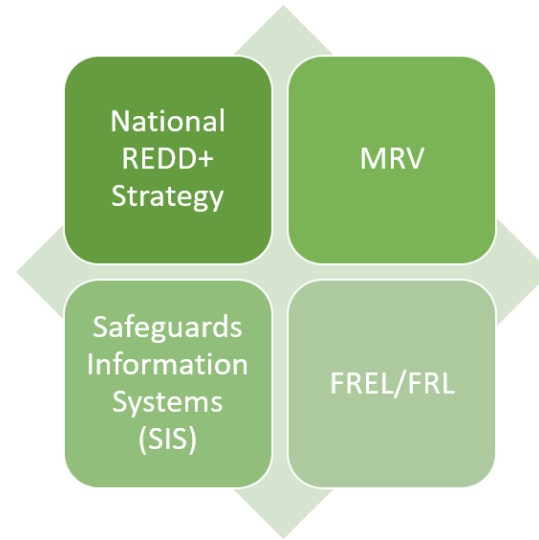 National
REDD+
Strategy
MRV
Safeguards
Information
Systems
(SIS)
FREL/FRL